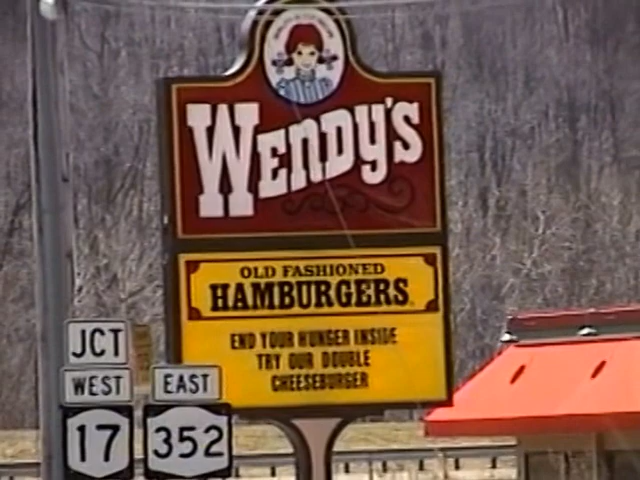 WENDY'S
OLD FASHIONED
HAMBURGERS
END YOUR HUNGER INSIDE
TRY OUR DOUBLE
CHEESEBURGER
JCT
WEST
17
EAST
352